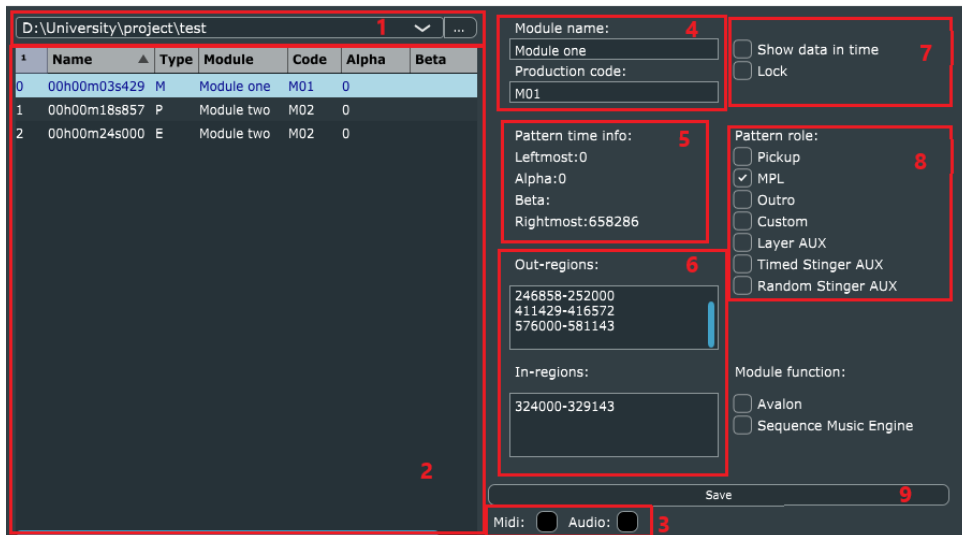 D:\University\project\test
...
1
1 Name Type Module Code Alpha Beta
0 00h00m03s429 M Module one M01 0
1 00h00m18s857 P Module two M02 0
2 00h00m24s000 E Module two M02 0
2
Module name:
4
Module one
Production code:
M01
Show data in time
7
Lock
Pattern time info:
5
Leftmost:0
Alpha:0
Beta:
Rightmost:658286
Pattern role:
Pickup
8
MPL
Outro
Custom
Layer AUX
Timed Stinger AUX
Random Stinger AUX
Out-regions:
6
246858-252000
411429-416572
576000-581143
In-regions:
324000-329143
Module function:
Avalon
Sequence Music Engine
Save
9
Midi: Audio:
3